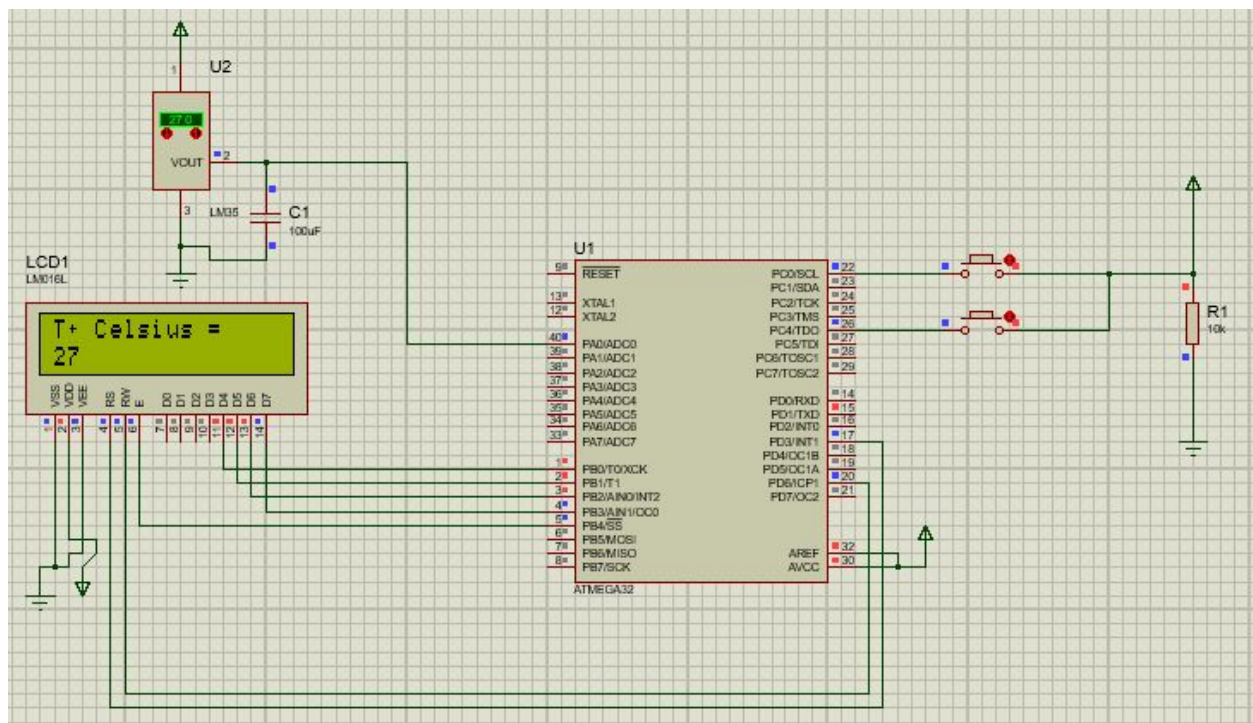 U2
1
27.0
VOUT
2
3
LM35
C1
100uF
LCD1
LM016L
T+ Celsius =
27
VSS
VDD
VEE
RS
RW
E
D0
D1
D2
D3
D4
D5
D6
D7
1
2
3
4
5
6
7
8
9
10
11
12
13
14
U1
9
RESET
13
XTAL1
12
XTAL2
40
PA0/ADC0
39
PA1/ADC1
38
PA2/ADC2
37
PA3/ADC3
36
PA4/ADC4
35
PA5/ADC5
34
PA6/ADC6
33
PA7/ADC7
1
PB0/T0/XCK
2
PB1/T1
3
PB2/AIN0/INT2
4
PB3/AIN1/OC0
5
PB4/SS
6
PB5/MOSI
7
PB6/MISO
8
PB7/SCK
PC0/SCL
22
PC1/SDA
23
PC2/TCK
24
PC3/TMS
25
PC4/TDO
26
PC5/TDI
27
PC6/TOSC1
28
PC7/TOSC2
29
PD0/RXD
14
PD1/TXD
15
PD2/INT0
16
PD3/INT1
17
PD4/OC1B
18
PD5/OC1A
19
PD6/ICP1
20
PD7/OC2
21
AREF
32
AVCC
30
ATMEGA32
R1
10k